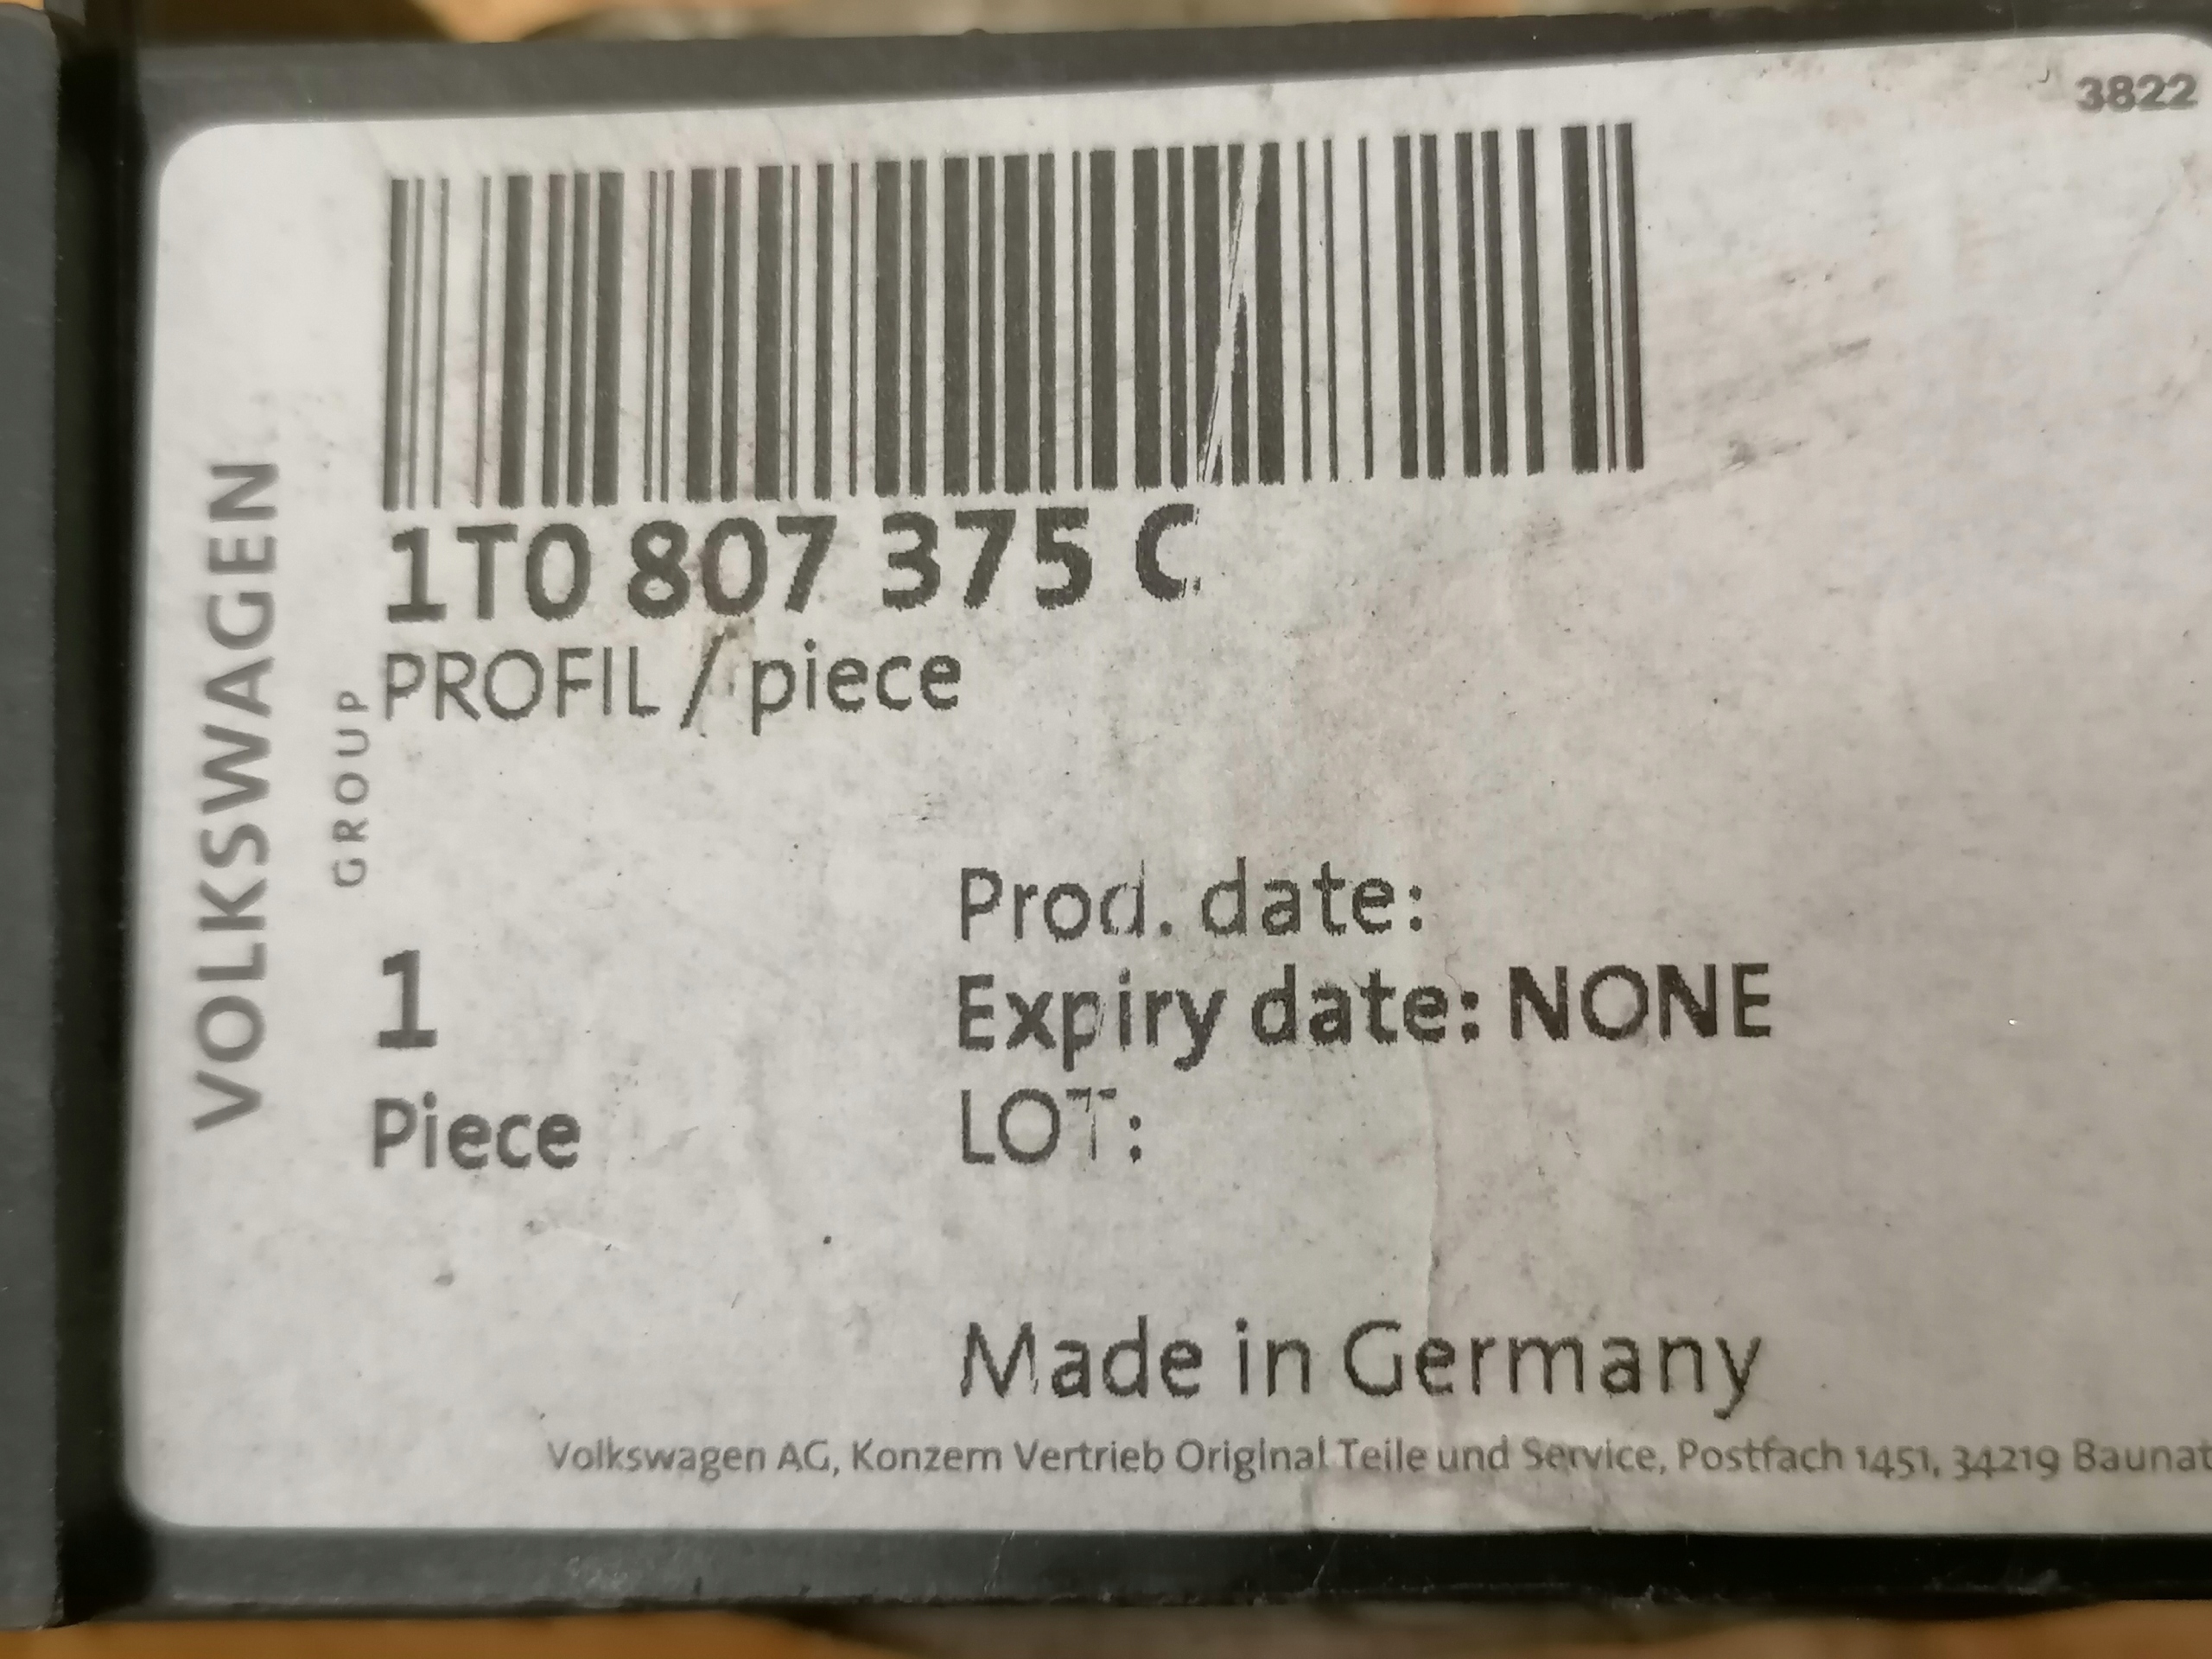 3822
VOLKSWAGEN
GROUP
1T0 807 375 C
PROFIL / piece
Prod. date:
1
Expiry date: NONE
Piece
LOT:
Made in Germany
Volkswagen AG, Konzern Vertrieb Original Teile und Service, Postfach 1451, 34219 Baunat